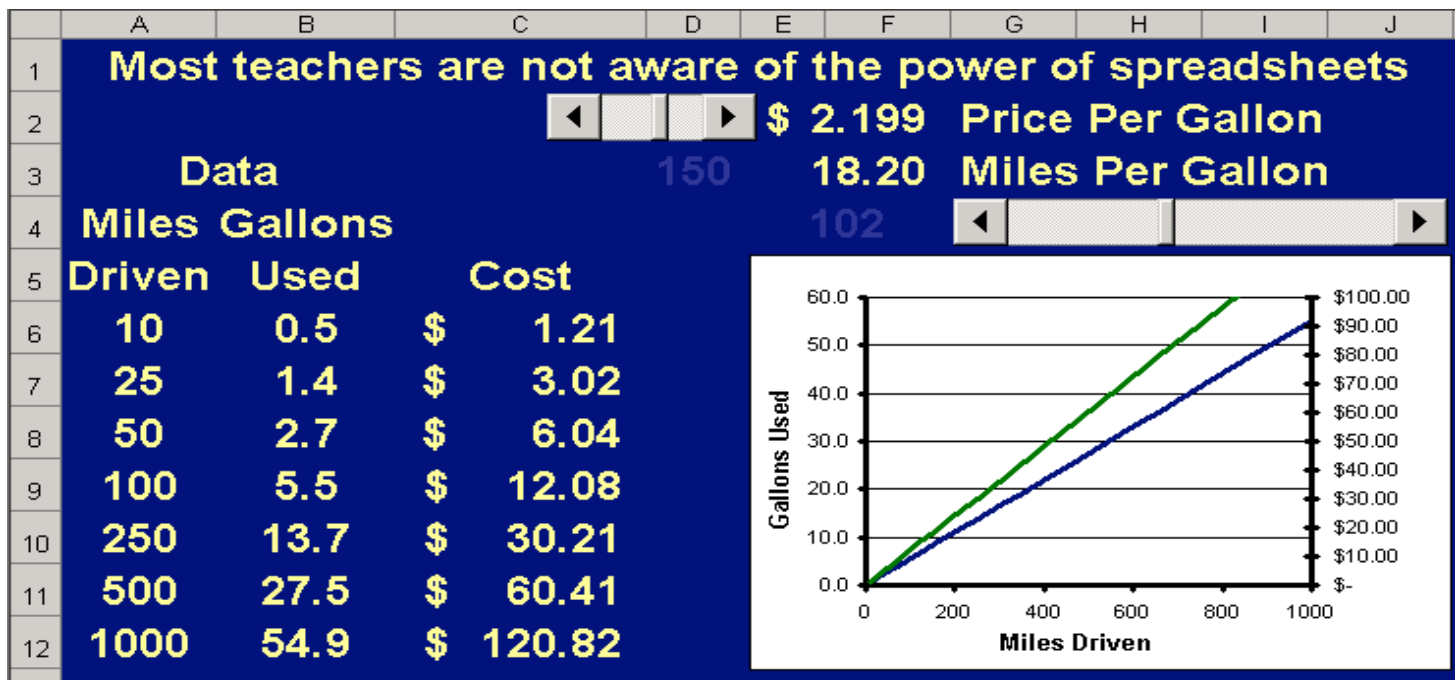 A B C D E F G H I J
1 Most teachers are not aware of the power of spreadsheets
2 $ 2.199 Price Per Gallon
3 Data 150 18.20 Miles Per Gallon
4 Miles Gallons 102
5 Driven Used Cost
6 10 0.5 $ 1.21
7 25 1.4 $ 3.02
8 50 2.7 $ 6.04
9 100 5.5 $ 12.08
10 250 13.7 $ 30.21
11 500 27.5 $ 60.41
12 1000 54.9 $ 120.82
Gallons Used
60.0
50.0
40.0
30.0
20.0
10.0
0.0
$100.00
$90.00
$80.00
$70.00
$60.00
$50.00
$40.00
$30.00
$20.00
$10.00
$-
0 200 400 600 800 1000
Miles Driven